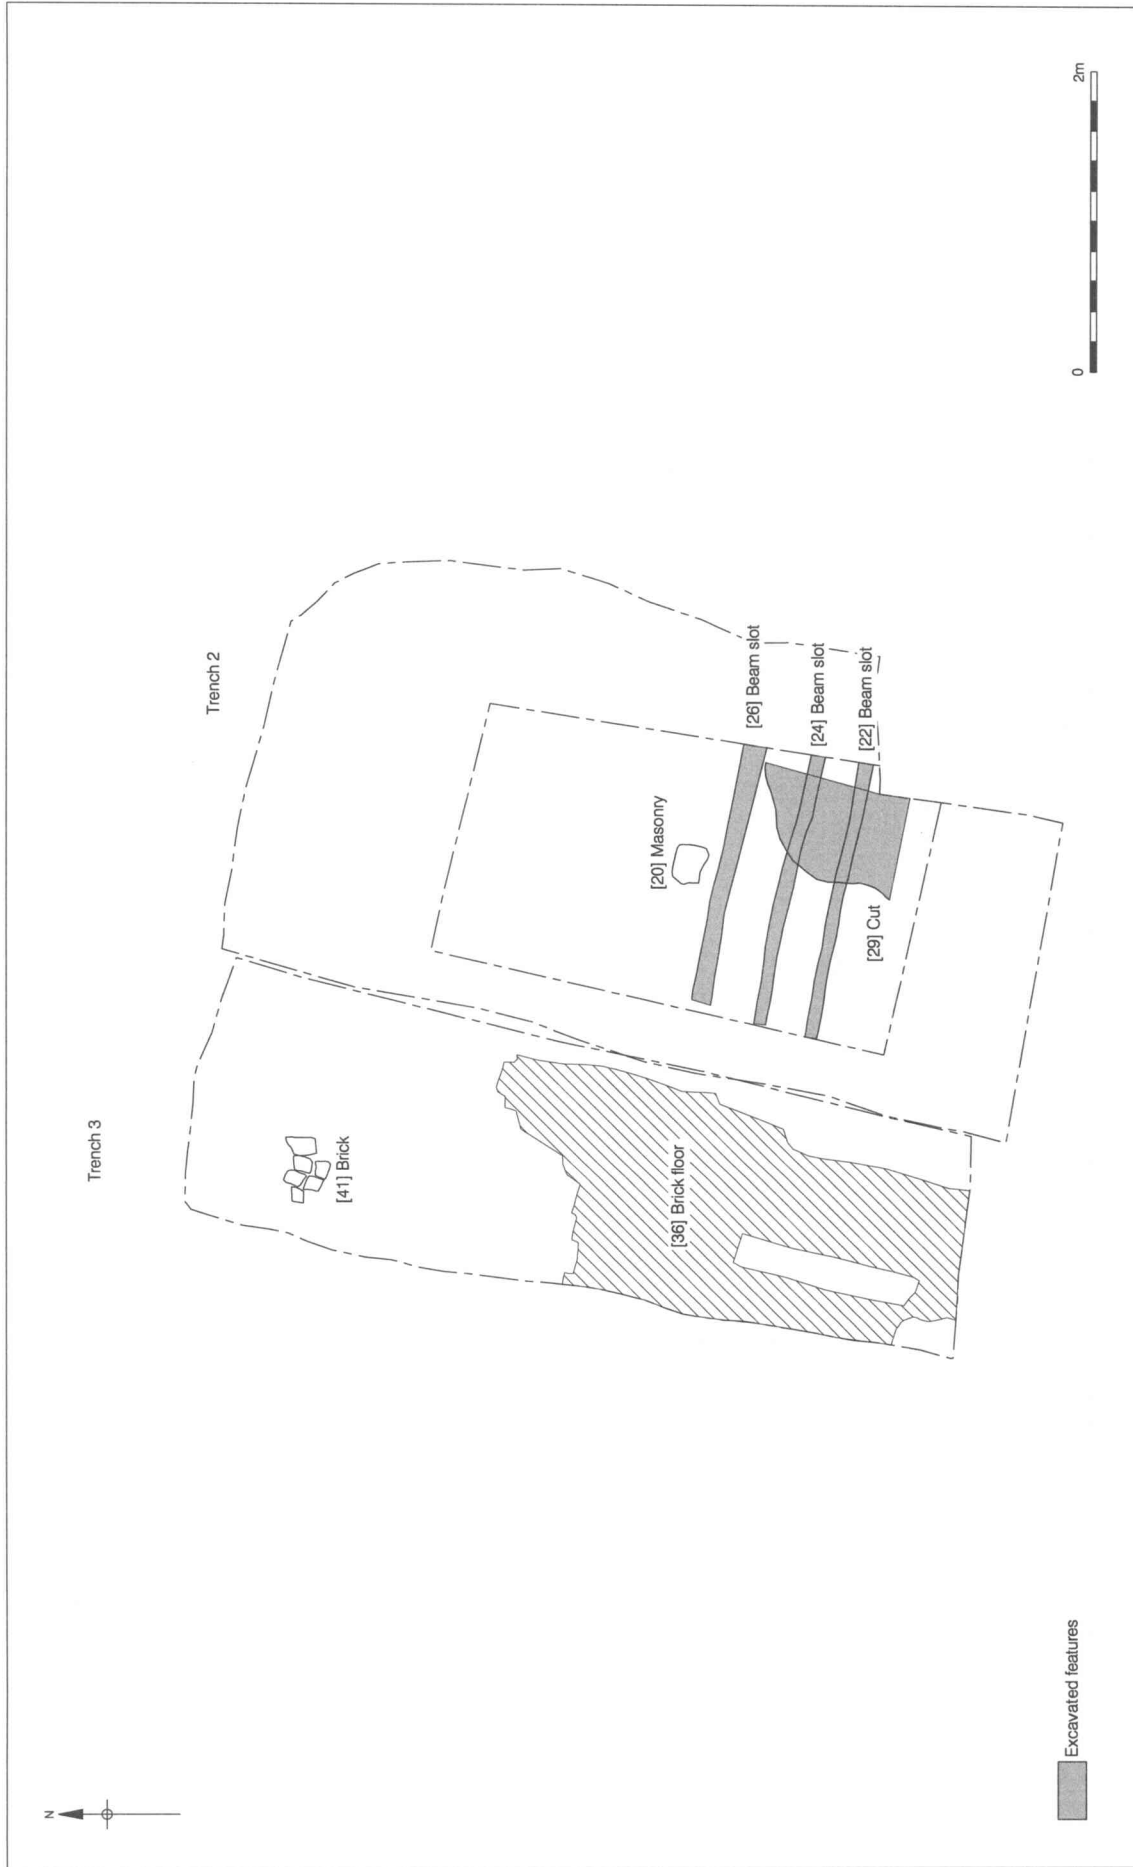 N
Trench 3
Trench 2
[41] Brick
[36] Brick floor
[20] Masonry
[26] Beam slot
[24] Beam slot
[22] Beam slot
[29] Cut
Excavated features
0
2m